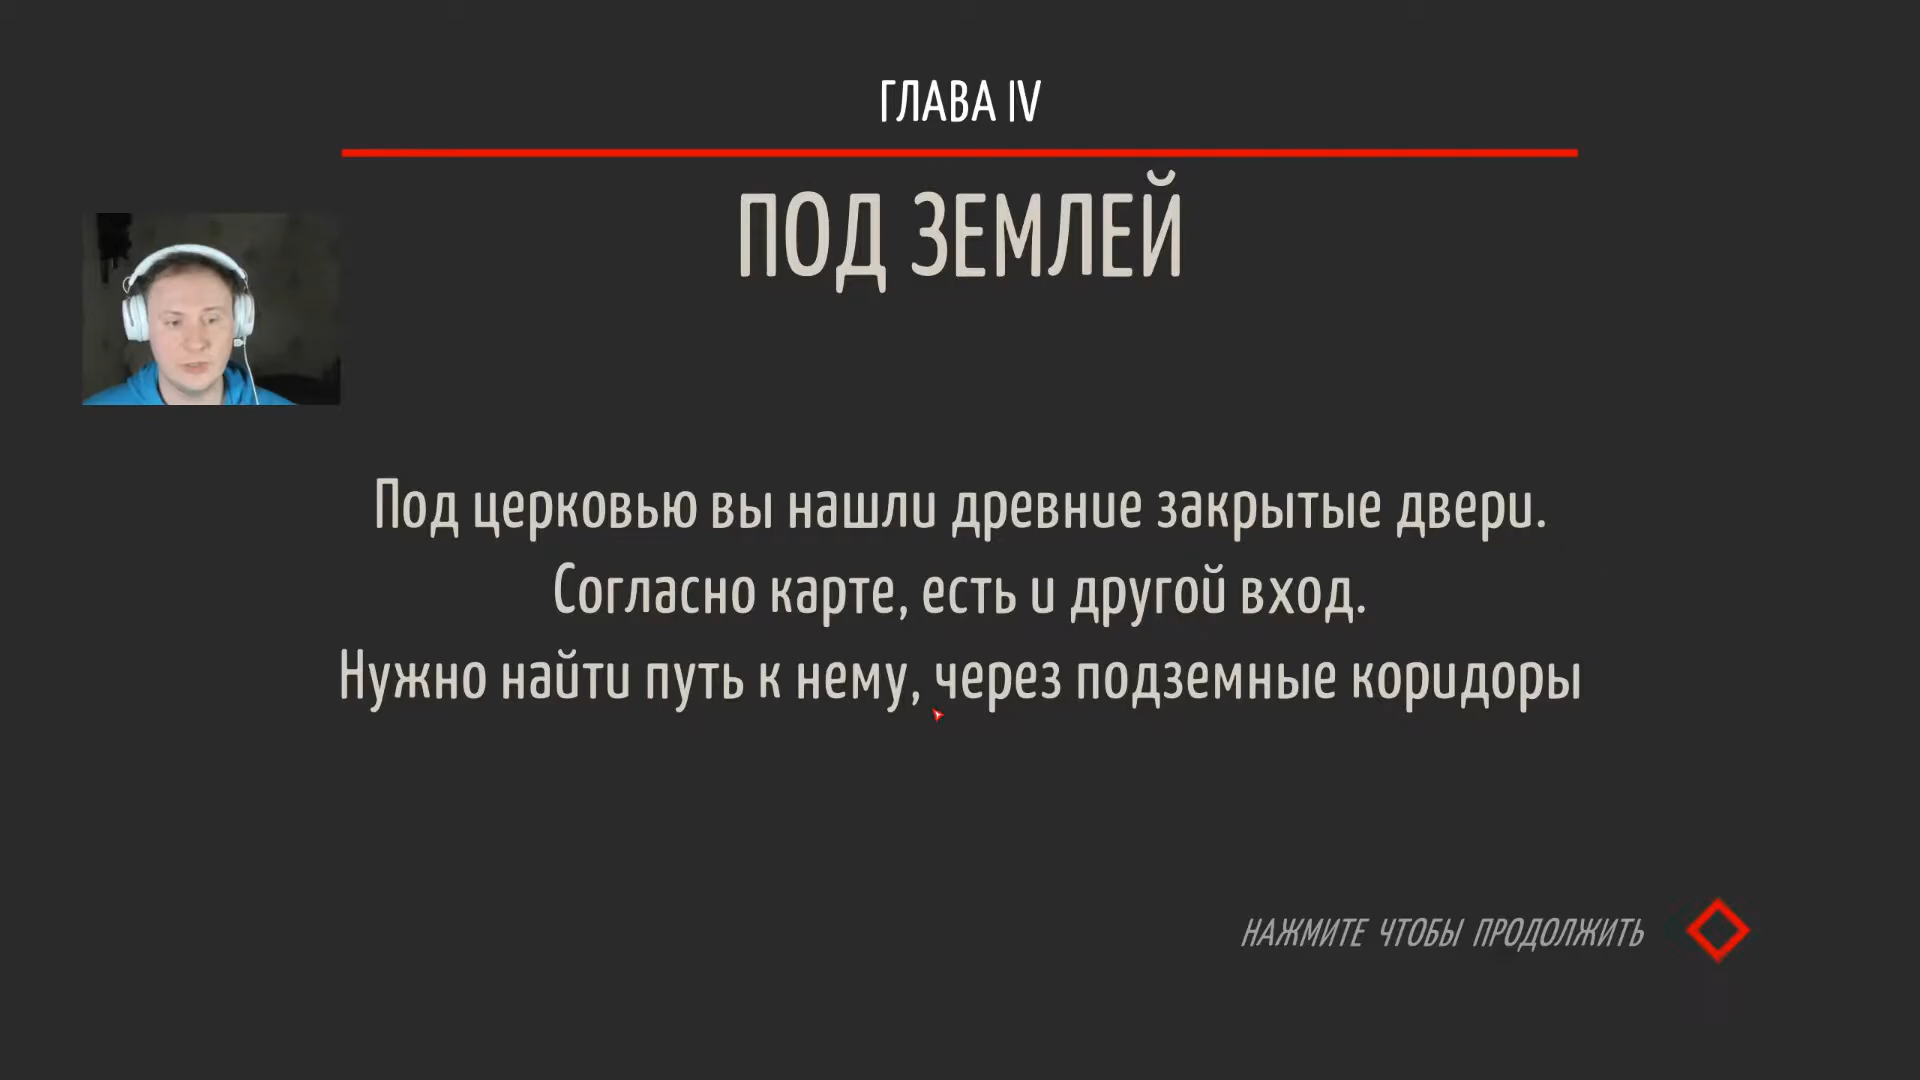 ГЛАВА IV
ПОД ЗЕМЛЕЙ
Под церковью вы нашли древние закрытые двери.
Согласно карте, есть и другой вход.
Нужно найти путь к нему, через подземные коридоры
НАЖМИТЕ ЧТОБЫ ПРОДОЛЖИТЬ